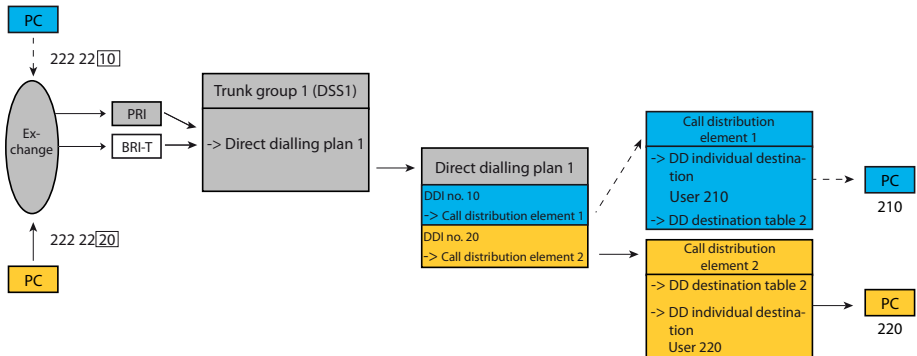 PC
222 22 10
Ex-
change
PRI
BRI-T
222 22 20
PC
Trunk group 1 (DSS1)
-> Direct dialling plan 1
Direct dialling plan 1
DDI no. 10
-> Call distribution element 1
DDI no. 20
-> Call distribution element 2
Call distribution
element 1
-> DD individual destina-
tion
User 210
-> DD destination table 2
PC
210
Call distribution
element 2
-> DD destination table 2
-> DD individual destina-
tion
User 220
PC
220